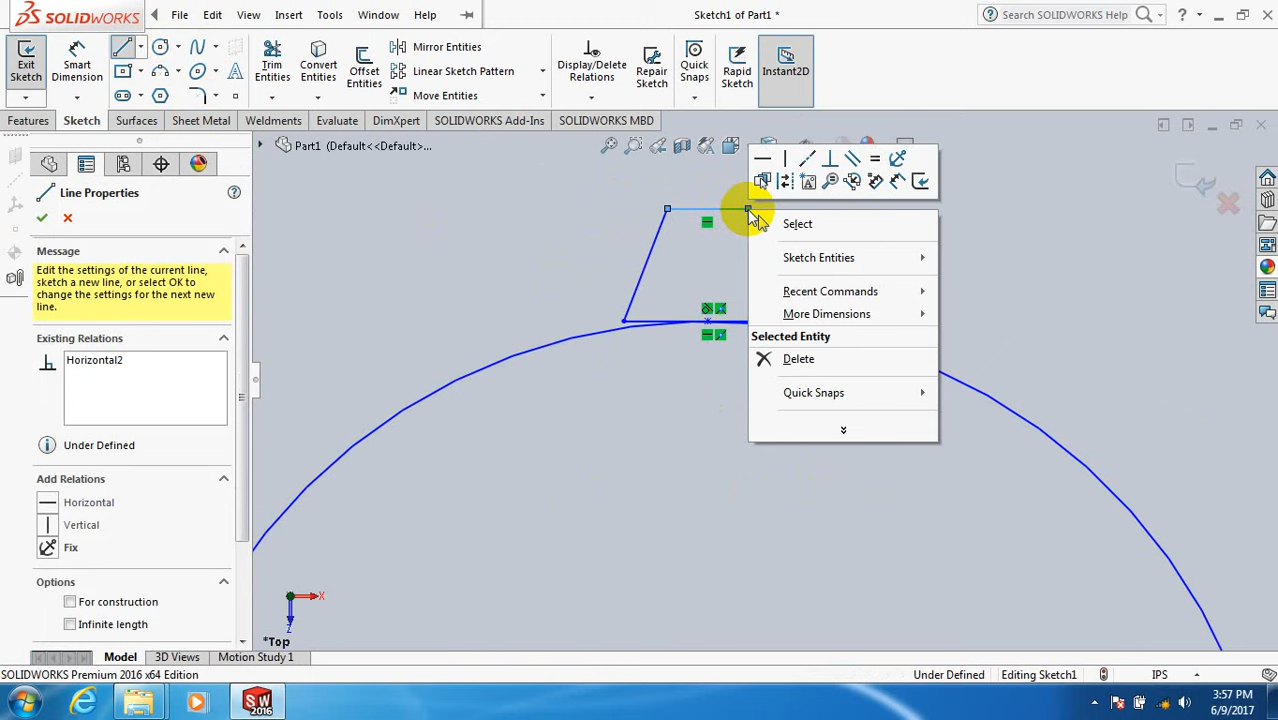 SOLIDWORKS File Edit View Insert Tools Window Help Sketch1 of Part1 * Search SOLIDWORKS Help ?
Exit Sketch
Smart Dimension
Trim Entities
Convert Entities
Offset Entities
Mirror Entities
Linear Sketch Pattern
Move Entities
Display/Delete Relations
Repair Sketch
Quick Snaps
Rapid Sketch
Instant2D
Features Sketch Surfaces Sheet Metal Weldments Evaluate DimXpert SOLIDWORKS Add-Ins SOLIDWORKS MBD
Part1 (Default<<Default>...
Line Properties ?
Message
Edit the settings of the current line, sketch a new line, or select OK to change the settings for the next new line.
Existing Relations
Horizontal2
Under Defined
Add Relations
Horizontal
Vertical
Fix
Options
For construction
Infinite length
Select
Sketch Entities
Recent Commands
More Dimensions
Selected Entity
Delete
Quick Snaps
X
Z
*Top
Model 3D Views Motion Study 1
SOLIDWORKS Premium 2016 x64 Edition Under Defined Editing Sketch1 IPS
SW 2016
3:57 PM
6/9/2017